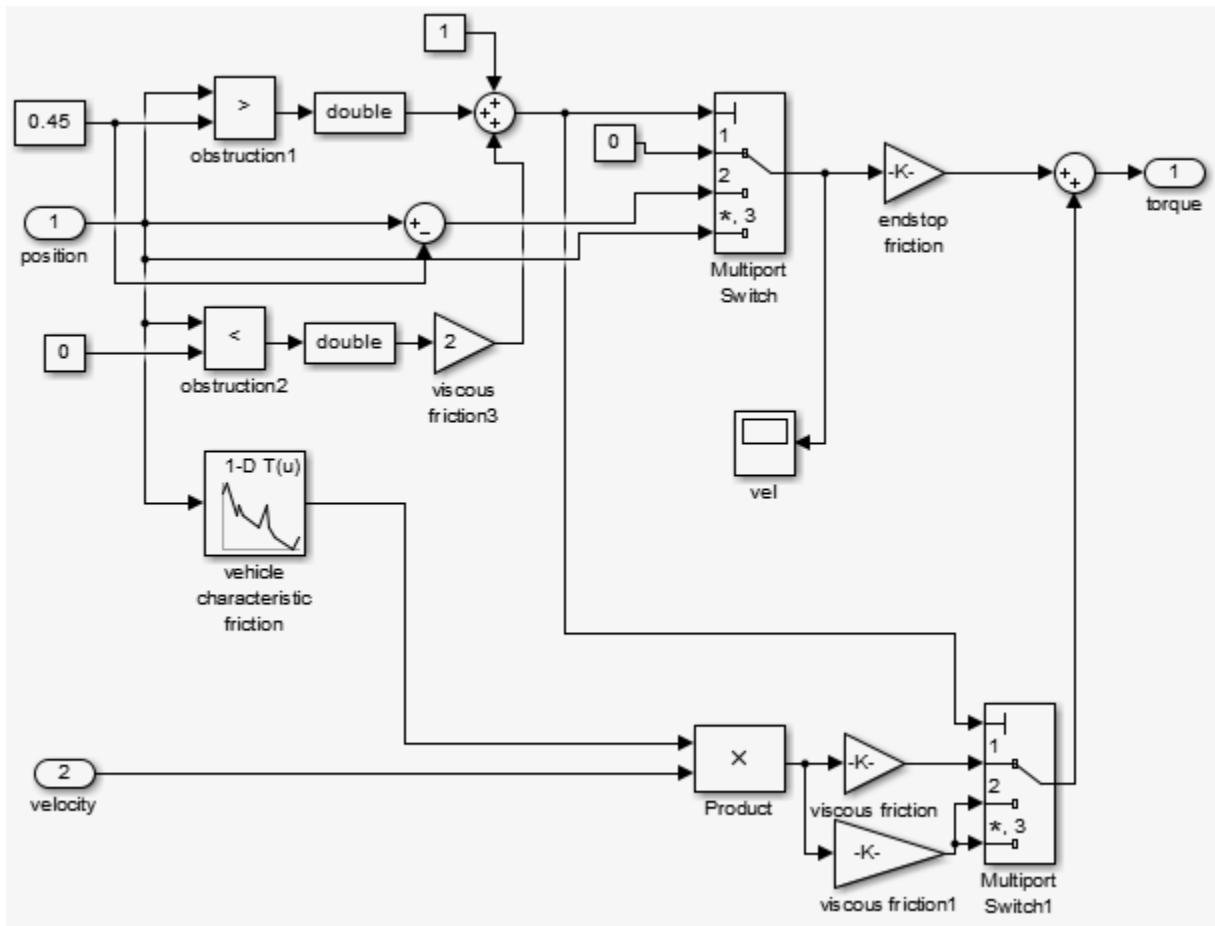 1
0.45
>
double
obstruction1
0
1
2
*, 3
Multiport
Switch
-K-
endstop
friction
1
torque
1
position
0
<
obstruction2
double
2
viscous
friction3
vel
1-D T(u)
vehicle
characteristic
friction
2
velocity
×
Product
-K-
viscous friction
-K-
viscous friction1
1
2
*, 3
Multiport
Switch1